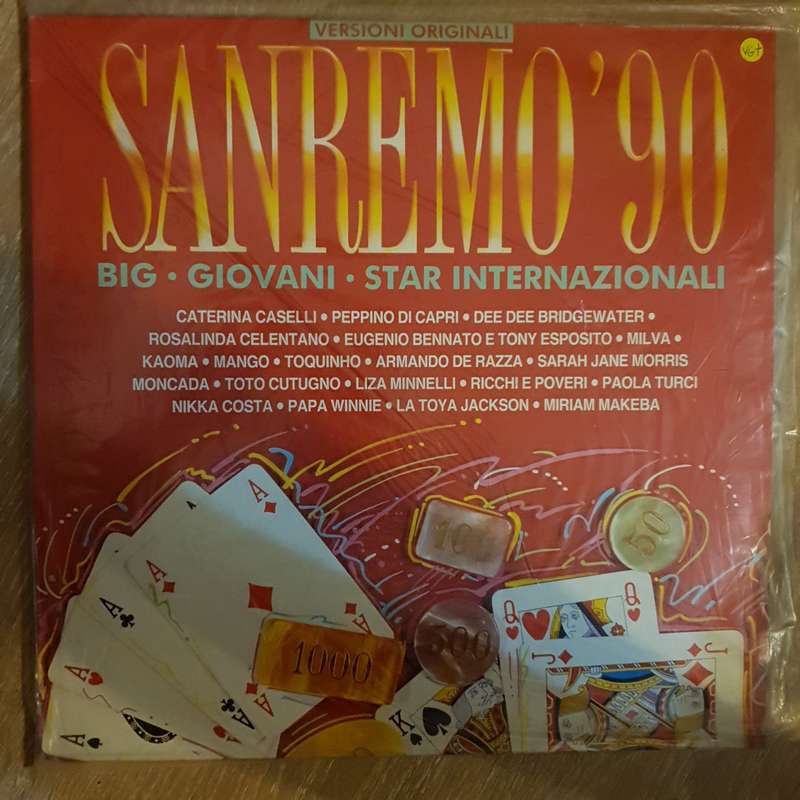 VERSIONI ORIGINALI
VG+
SANREMO '90
BIG • GIOVANI • STAR INTERNAZIONALI
CATERINA CASELLI • PEPPINO DI CAPRI • DEE DEE BRIDGEWATER •
ROSALINDA CELENTANO • EUGENIO BENNATO E TONY ESPOSITO • MILVA •
KAOMA • MANGO • TOQUINHO • ARMANDO DE RAZZA • SARAH JANE MORRIS
MONCADA • TOTO CUTUGNO • LIZA MINNELLI • RICCHI E POVERI • PAOLA TURCI
NIKKA COSTA • PAPA WINNIE • LA TOYA JACKSON • MIRIAM MAKEBA
A
A
A
A
A
A
50
1000
500
Q
Q
J
J
K